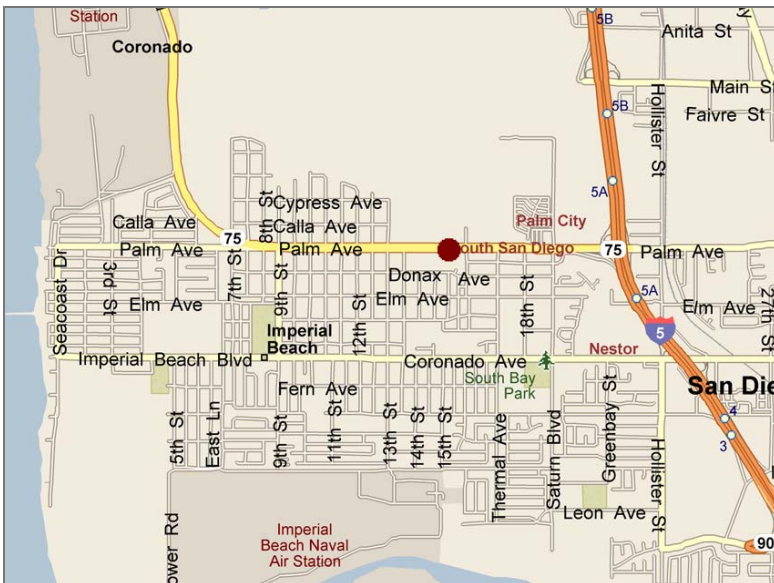 Station
Coronado
5B
Anita St
Main St
5B
Hollister St
Faivre St
5A
Cypress Ave
Calla Ave
Calla Ave
8th St
Palm City
75
South San Diego
75
Palm Ave
Palm Ave
Palm Ave
Seacoast Dr
3rd St
7th St
9th St
Donax Ave
Elm Ave
Elm Ave
12th St
18th St
5A
Elm Ave
27th St
5
Imperial
Beach
Imperial Beach Blvd
Coronado Ave
Nestor
South Bay
Park
San Die
Fern Ave
5th St
East Ln
9th St
11th St
13th St
14th St
15th St
Thermal Ave
Saturn Blvd
Greenbay St
Hollister St
4
3
Leon Ave
Imperial
Beach Naval
Air Station
ower Rd
90